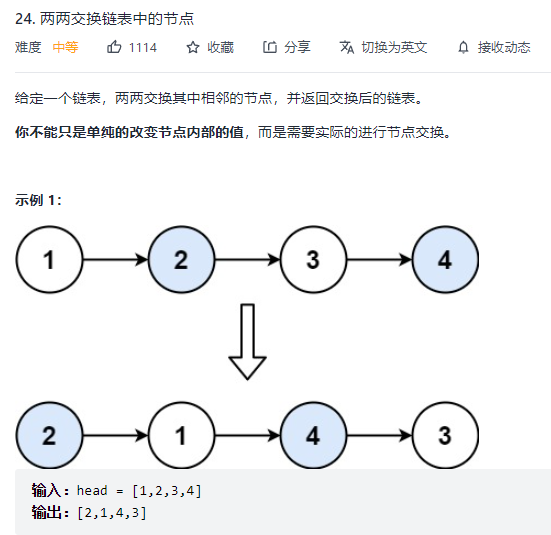 24. 两两交换链表中的节点
难度 中等 1114 收藏 分享 切换为英文 接收动态
给定一个链表，两两交换其中相邻的节点，并返回交换后的链表。
你不能只是单纯的改变节点内部的值，而是需要实际的进行节点交换。
示例 1：
1 2 3 4
2 1 4 3
输入：head = [1,2,3,4]
输出：[2,1,4,3]